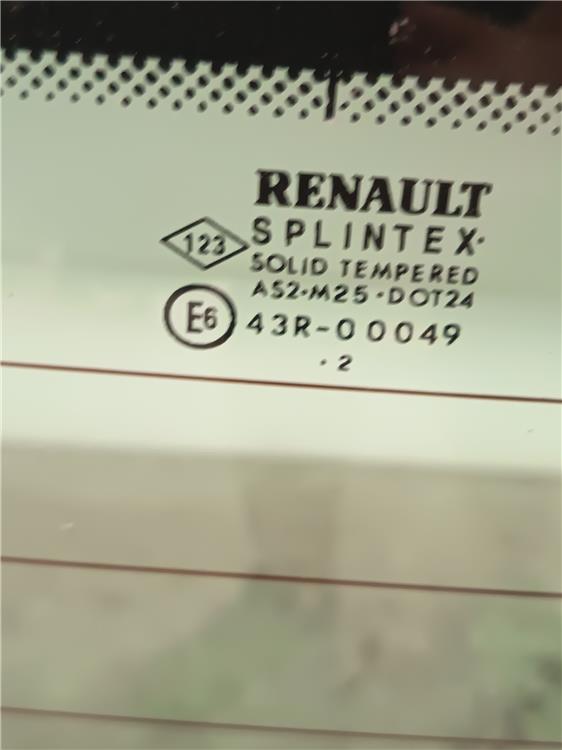 RENAULT
123 SPLINTEX·
SOLID TEMPERED
AS2·M25·DOT24
E6 43R-00049
·2